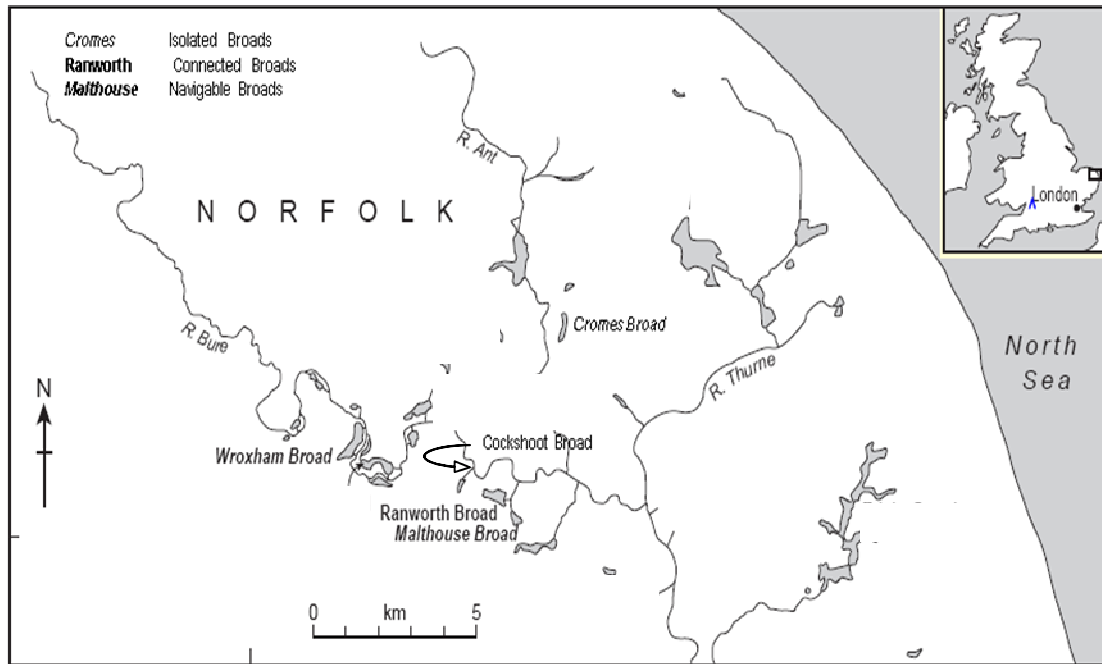 Cromes Isolated Broads
Ranworth Connected Broads
Malthouse Navigable Broads
R. Ant
London
NORFOLK
Cromes Broad
R. Bure
North
Sea
R. Thurne
N
Wroxham Broad
Cockshoot Broad
Ranworth Broad
Malthouse Broad
0 km 5